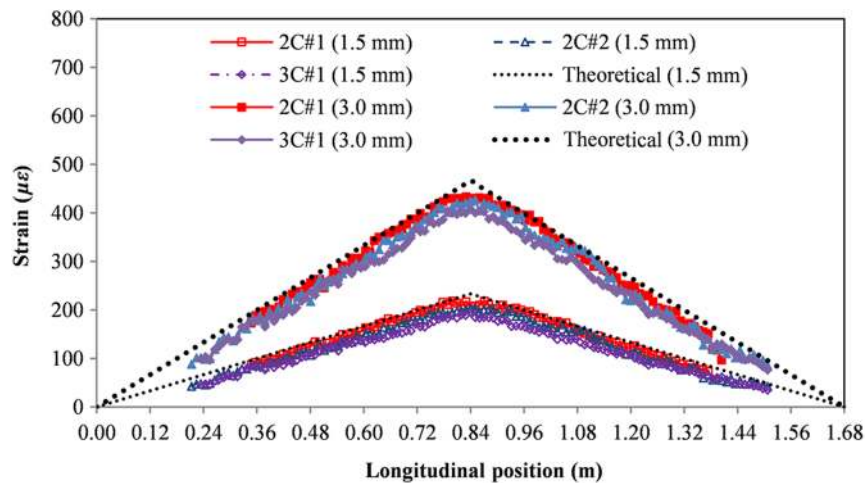 800
700
600
500
400
300
200
100
0
Strain (με)
2C#1 (1.5 mm)
2C#2 (1.5 mm)
3C#1 (1.5 mm)
Theoretical (1.5 mm)
2C#1 (3.0 mm)
2C#2 (3.0 mm)
3C#1 (3.0 mm)
Theoretical (3.0 mm)
0.00 0.12 0.24 0.36 0.48 0.60 0.72 0.84 0.96 1.08 1.20 1.32 1.44 1.56 1.68
Longitudinal position (m)